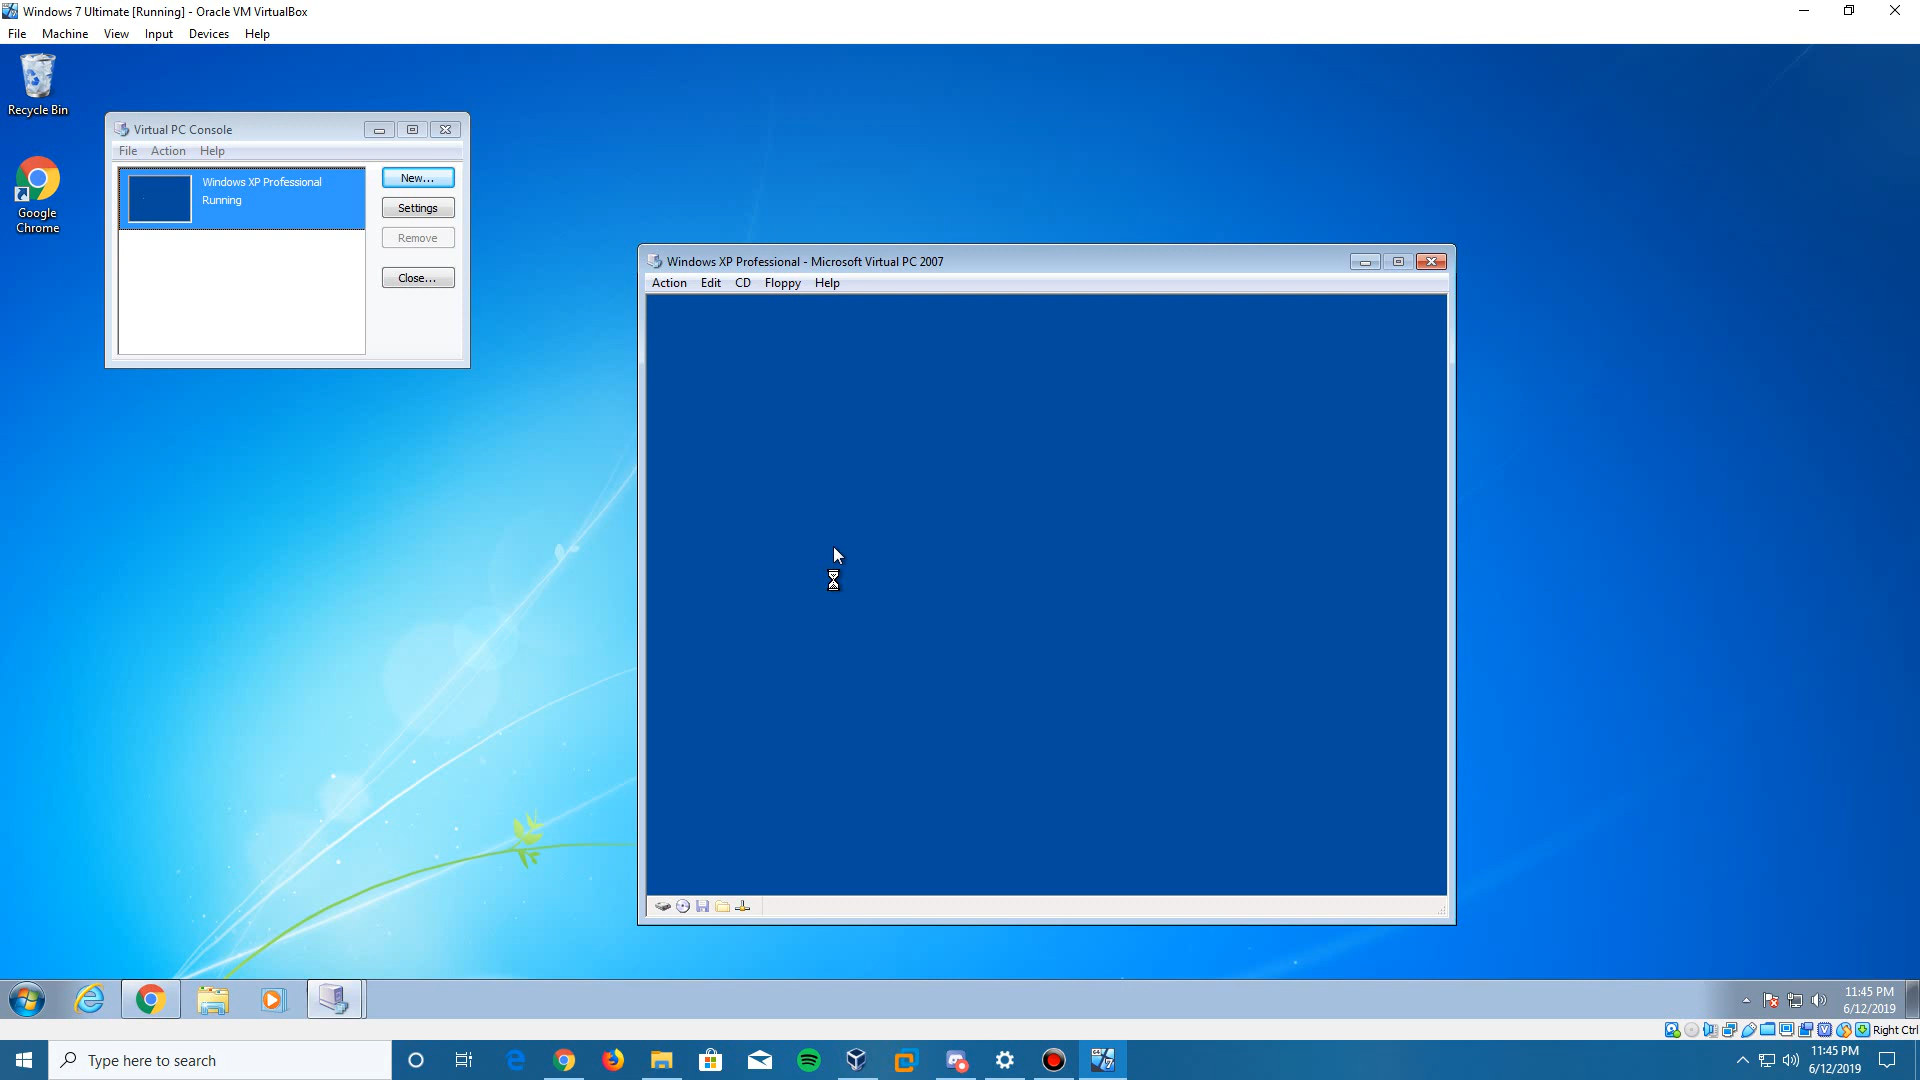 Windows 7 Ultimate [Running] - Oracle VM VirtualBox
File Machine View Input Devices Help
Recycle Bin
Google
Chrome
Virtual PC Console
File Action Help
Windows XP Professional
Running
New...
Settings
Remove
Close...
Windows XP Professional - Microsoft Virtual PC 2007
Action Edit CD Floppy Help
11:45 PM
6/12/2019
Right Ctrl
Type here to search
64
7
11:45 PM
6/12/2019